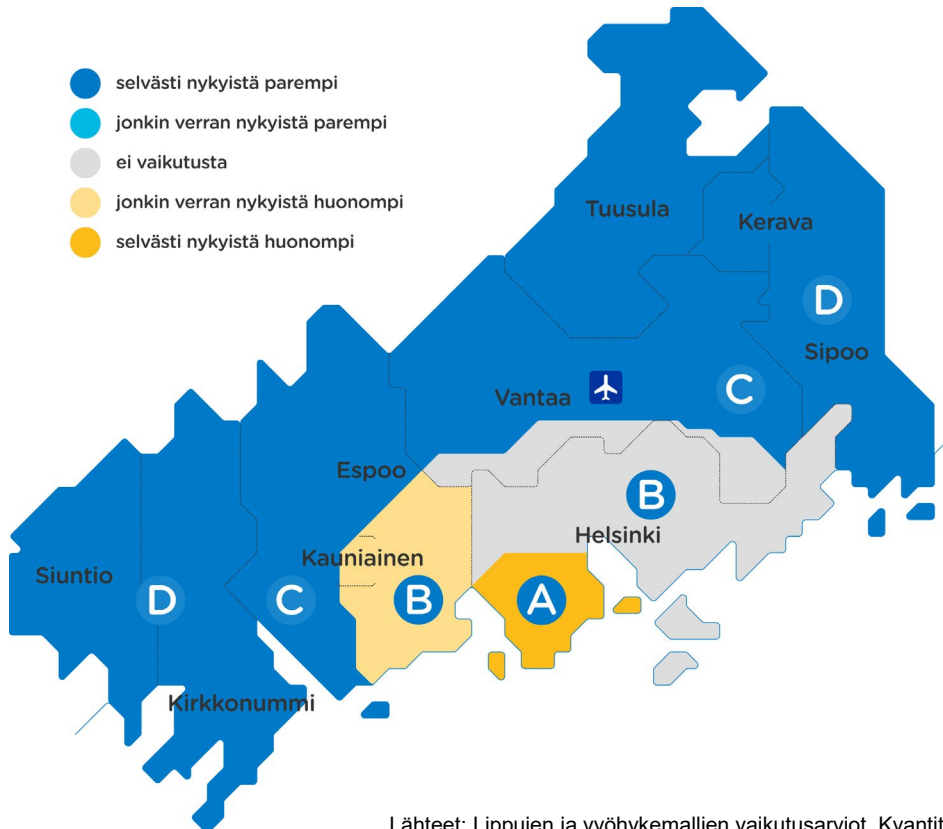 selvästi nykyistä parempi
jonkin verran nykyistä parempi
ei vaikutusta
jonkin verran nykyistä huonompi
selvästi nykyistä huonompi
Tuusula
Kerava
D
Sipoo
Vantaa
C
Espoo
B
Helsinki
Kauniainen
Siuntio
D
C
B
A
Kirkkonummi
Lähteet: Lippujen ja vyöhykemallien vaikutusarviot, Kvantit